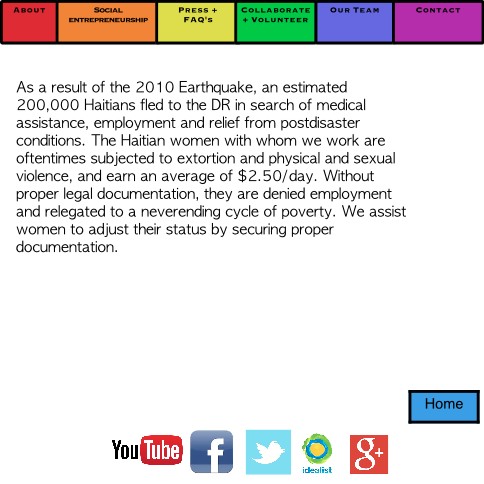 About
Social
entrepreneurship
Press +
FAQ's
Collaborate
+ Volunteer
Our Team
Contact
As a result of the 2010 Earthquake, an estimated
200,000 Haitians fled to the DR in search of medical
assistance, employment and relief from postdisaster
conditions. The Haitian women with whom we work are
oftentimes subjected to extortion and physical and sexual
violence, and earn an average of $2.50/day. Without
proper legal documentation, they are denied employment
and relegated to a neverending cycle of poverty. We assist
women to adjust their status by securing proper
documentation.
Home
YouTube
f
idealist
g+